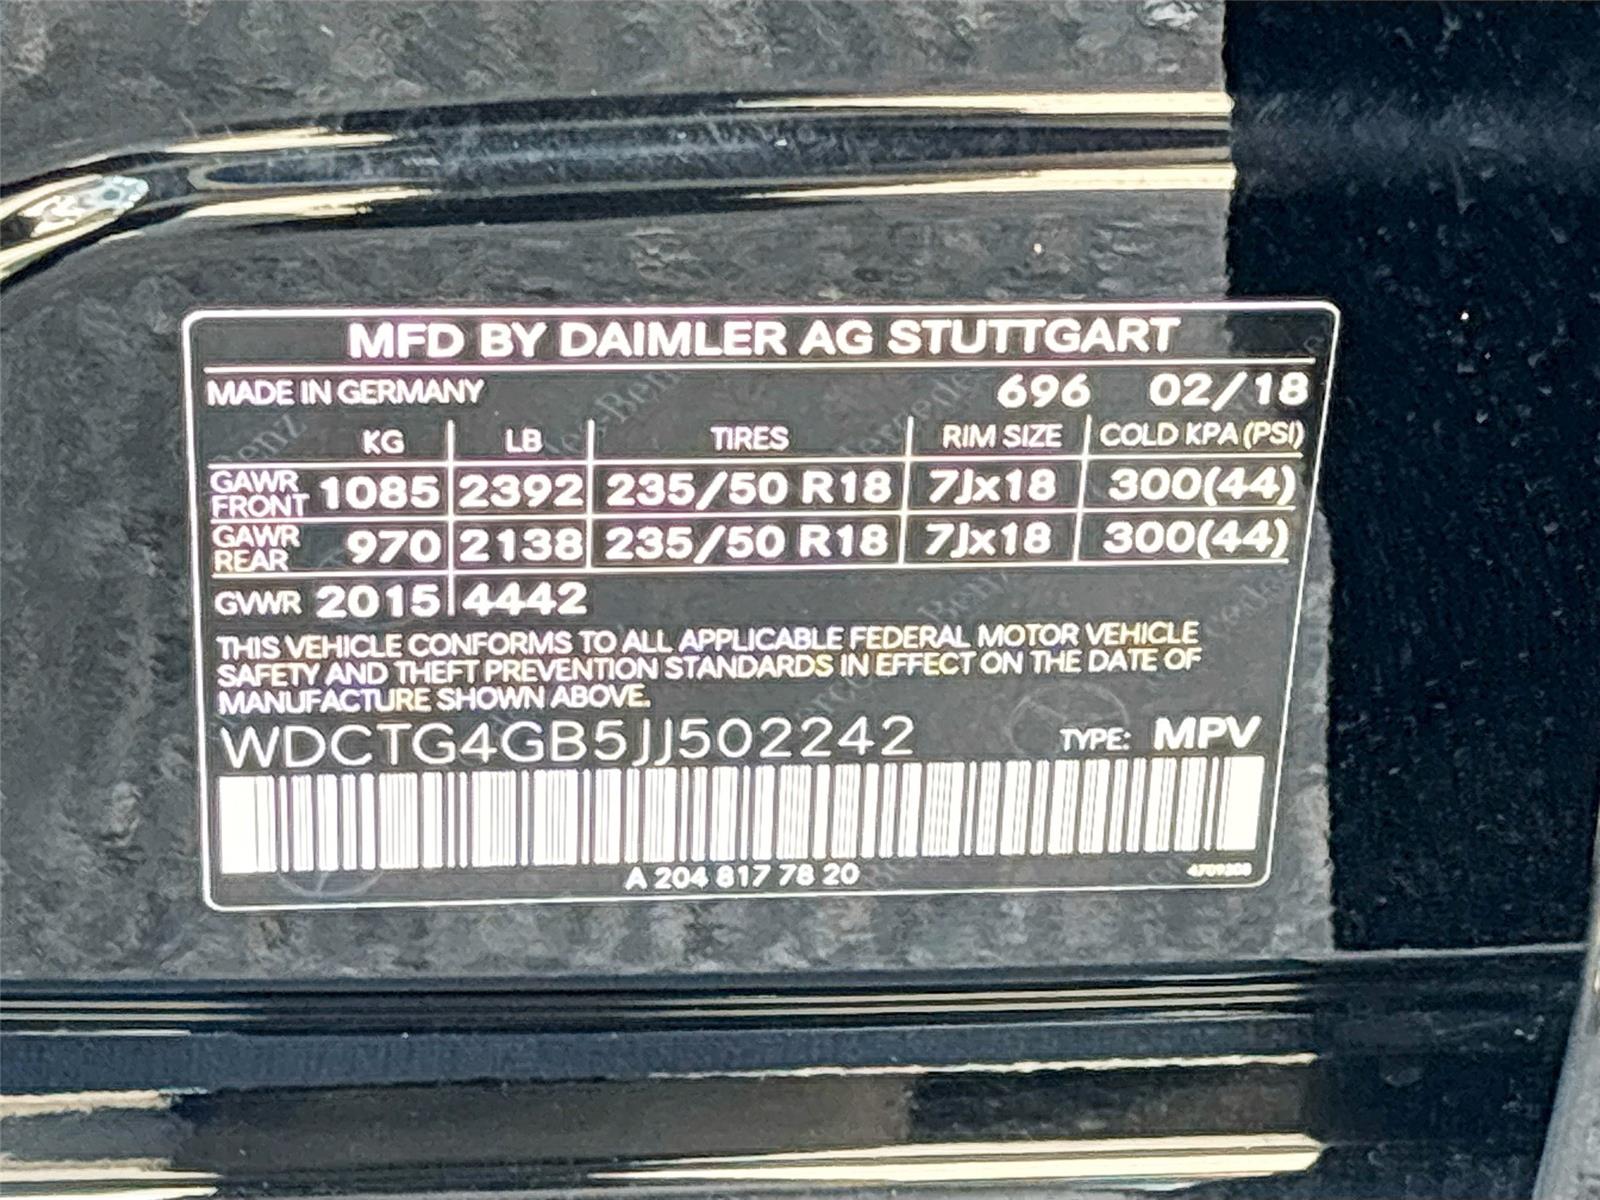 MFD BY DAIMLER AG STUTTGART
MADE IN GERMANY 696 02/18
KG LB TIRES RIM SIZE COLD KPA (PSI)
GAWR FRONT 1085 2392 235/50 R18 7Jx18 300(44)
GAWR REAR 970 2138 235/50 R18 7Jx18 300(44)
GVWR 2015 4442
THIS VEHICLE CONFORMS TO ALL APPLICABLE FEDERAL MOTOR VEHICLE
SAFETY AND THEFT PREVENTION STANDARDS IN EFFECT ON THE DATE OF
MANUFACTURE SHOWN ABOVE.
WDCTG4GB5JJ502242 TYPE: MPV
A 204 817 78 20